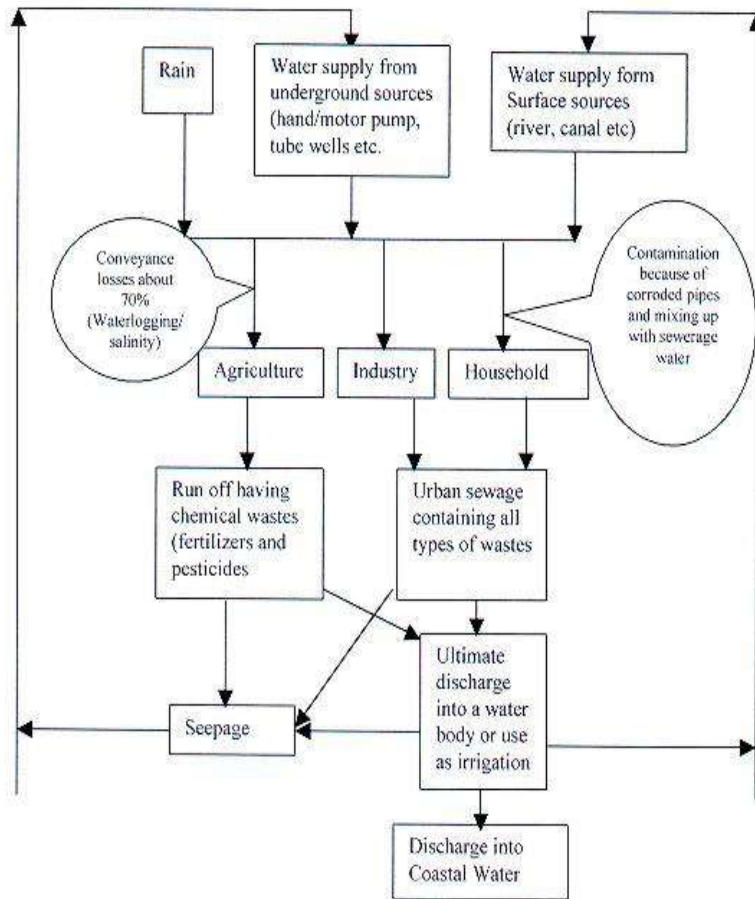 Rain
Water supply from
underground sources
(hand/motor pump,
tube wells etc.
Water supply form
Surface sources
(river, canal etc)
Conveyance
losses about
70%
(Waterlogging/
salinity)
Contamination
because of
corroded pipes
and mixing up
with sewerage
water
Agriculture
Industry
Household
Run off having
chemical wastes
(fertilizers and
pesticides
Urban sewage
containing all
types of wastes
Seepage
Ultimate
discharge
into a water
body or use
as irrigation
Discharge into
Coastal Water